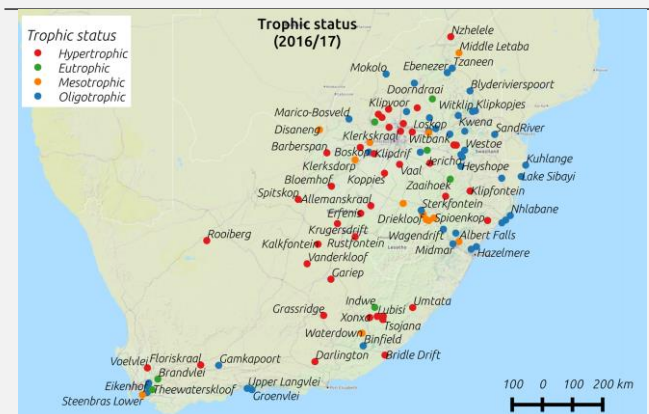 Trophic status
(2016/17)
Trophic status
Hypertrophic
Eutrophic
Mesotrophic
Oligotrophic
Nzhelele
Middle Letaba
Ebenezer
Tzaneen
Mokolo
Doorndraai
Blyderivierspoort
Klipvoor
Witklip
Klipkopjes
Marico-Bosveld
Kwena
Disaneng
Loskop
SandRiver
Klerkskraal
Witbank
Barberspan
Boskop
Klipdrif
Westoe
Jericho
Klerksdorp
Vaal
Heyshope
Kuhlange
Bloemhof
Koppies
Zaaihoek
Lake Sibayi
Spitskop
Allemanskraal
Klipfontein
Erfenis
Sterkfontein
Nhlabane
Driekloof
Spioenkop
Krugersdrift
Rooiberg
Wagendrift
Albert Falls
Kalkfontein
Rustfontein
Midmar
Hazelmere
Vanderkloof
Gariep
Indwe
Umtata
Grassridge
Lubisi
Xonxa
Tsojana
Waterdown
Binfield
Voelvlei
Floriskraal
Gamkapoort
Darlington
Bridle Drift
Brandvlei
Eikenhof
Theewaterskloof
Upper Langvlei
Steenbras Lower
Groenvlei
100 0 100 200 km